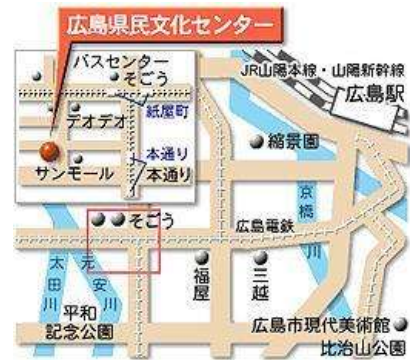 広島県民文化センター
バスセンター
そごう
紙屋町
デオデオ
本通り
サンモール
本通り
JR山陽本線・山陽新幹線
広島駅
縮景園
京橋川
そごう
広島電鉄
太田川
元安川
福屋
三越
平和
記念公園
広島市現代美術館
比治山公園